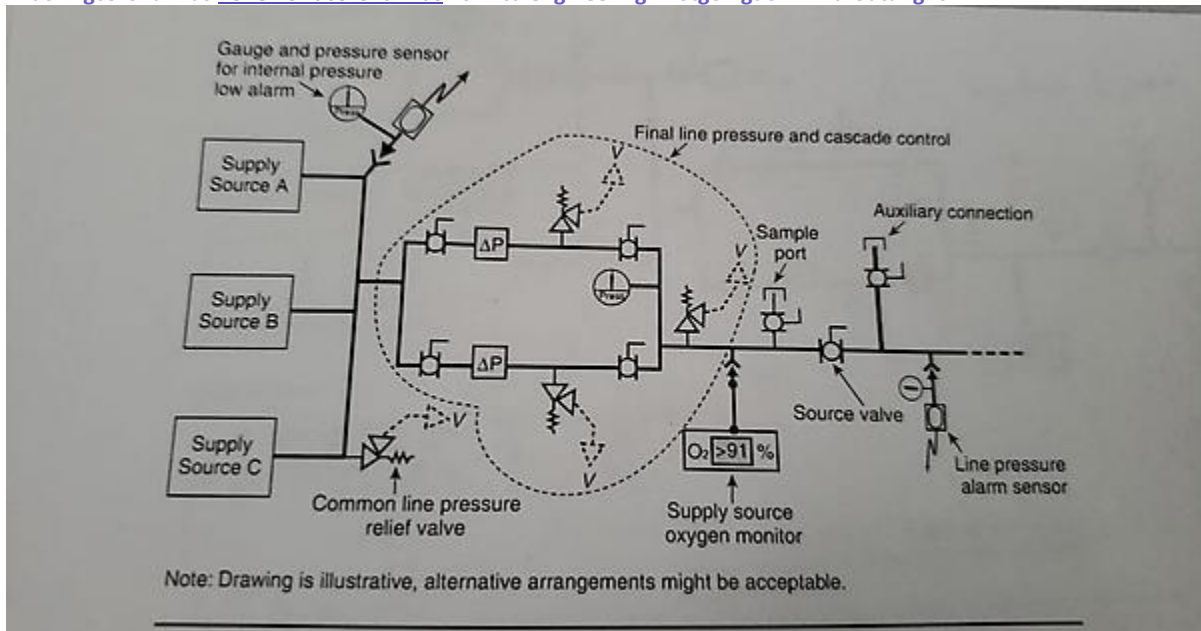 Gauge and pressure sensor
for internal pressure
low alarm
Press
Final line pressure and cascade control
V
Supply
Source A
Auxiliary connection
Sample
port
ΔP
V
Press
Supply
Source B
ΔP
Source valve
V
Supply
Source C
V
O2 >91 %
Line pressure
alarm sensor
Common line pressure
relief valve
Supply source
oxygen monitor
Note: Drawing is illustrative, alternative arrangements might be acceptable.